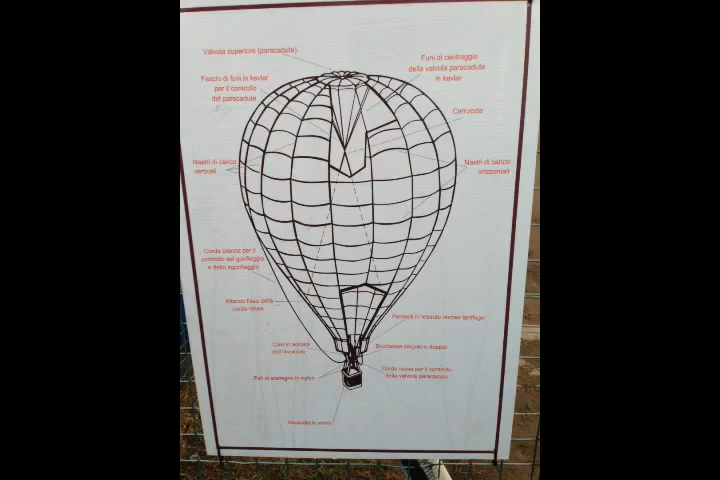 Valvola superiore (paracadute)
Funi di centraggio
della valvola paracadute
in kevlar
Fascio di funi in kevlar
per il controllo
del paracadute
Carrucola
Nastri di carico
verticali
Nastri di carico
orizzontali
Corda bianca per il
controllo del gonfiaggio
e dello sgonfiaggio
Attacco fisso della
corda rossa
Pannelli in tessuto nomex ignifugo
Cavi in acciaio
dell'involucro
Bruciatore singolo o doppio
Corda rossa per il controllo
della valvola paracadute
Pali di sostegno in nylon
Navicella in vimini